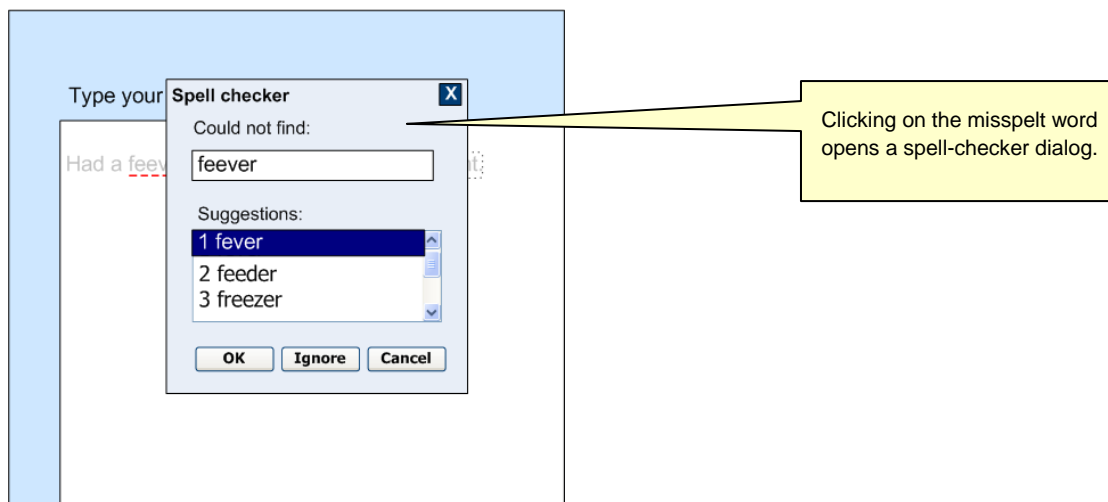 Type your
Spell checker
X
Could not find:
Had a
feever
Suggestions:
1 fever
2 feeder
3 freezer
OK
Ignore
Cancel
Clicking on the misspelt word
opens a spell-checker dialog.